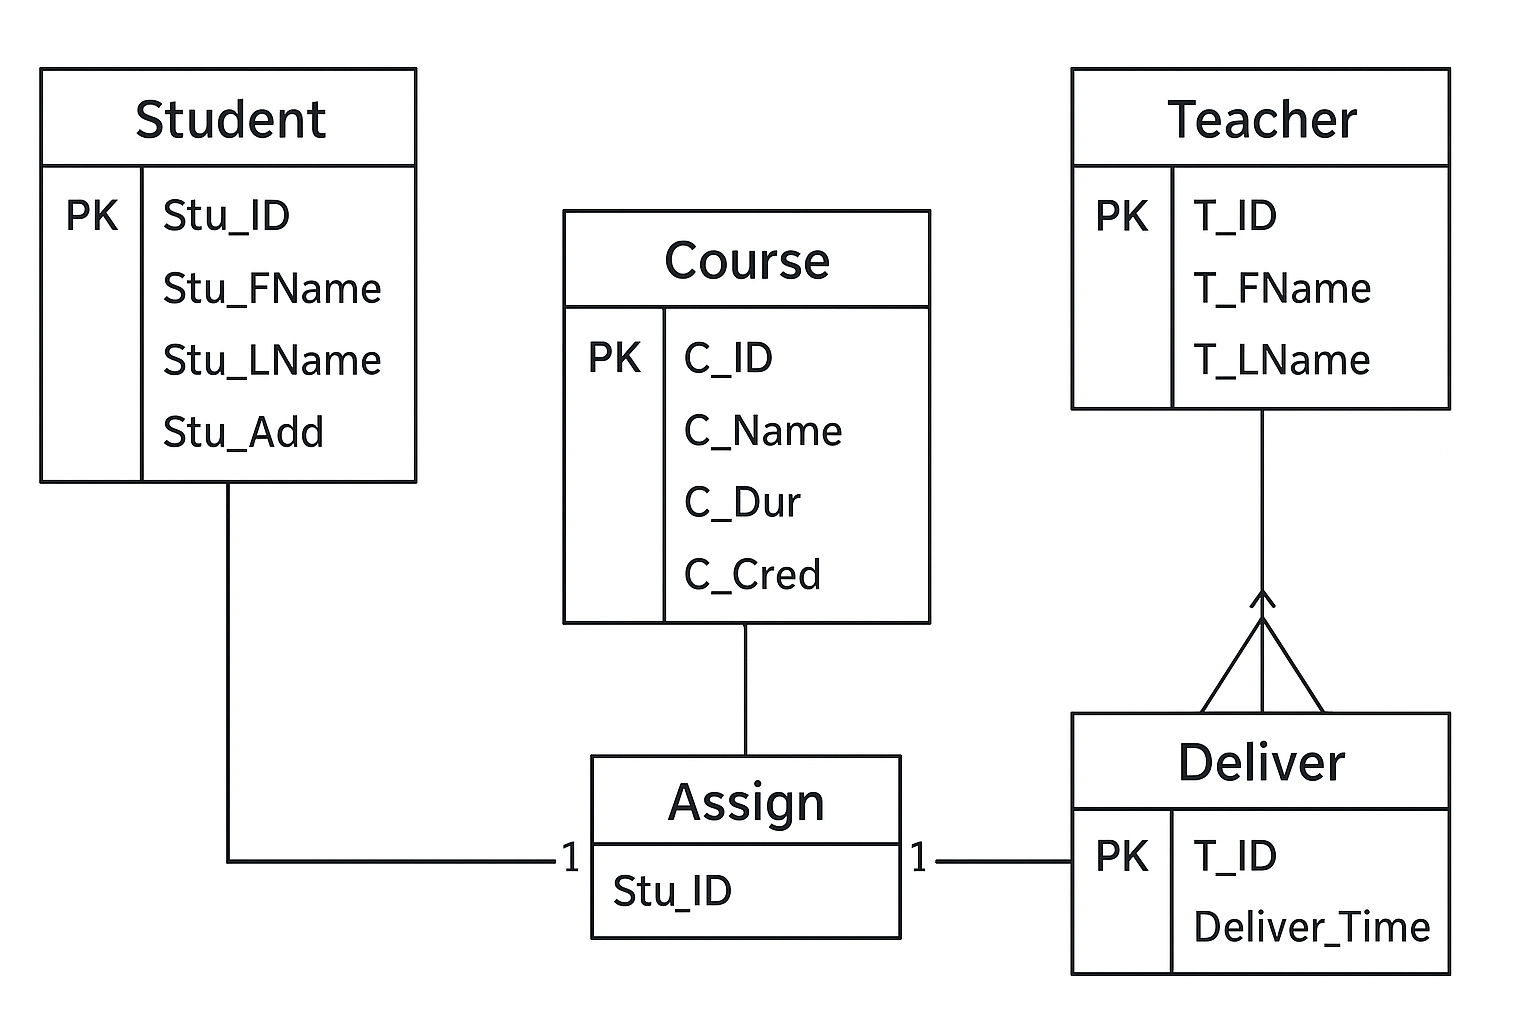 Student
PK Stu_ID
Stu_FName
Stu_LName
Stu_Add
Course
PK C_ID
C_Name
C_Dur
C_Cred
Teacher
PK T_ID
T_FName
T_LName
Assign
1
Stu_ID
1
Deliver
PK T_ID
Deliver_Time